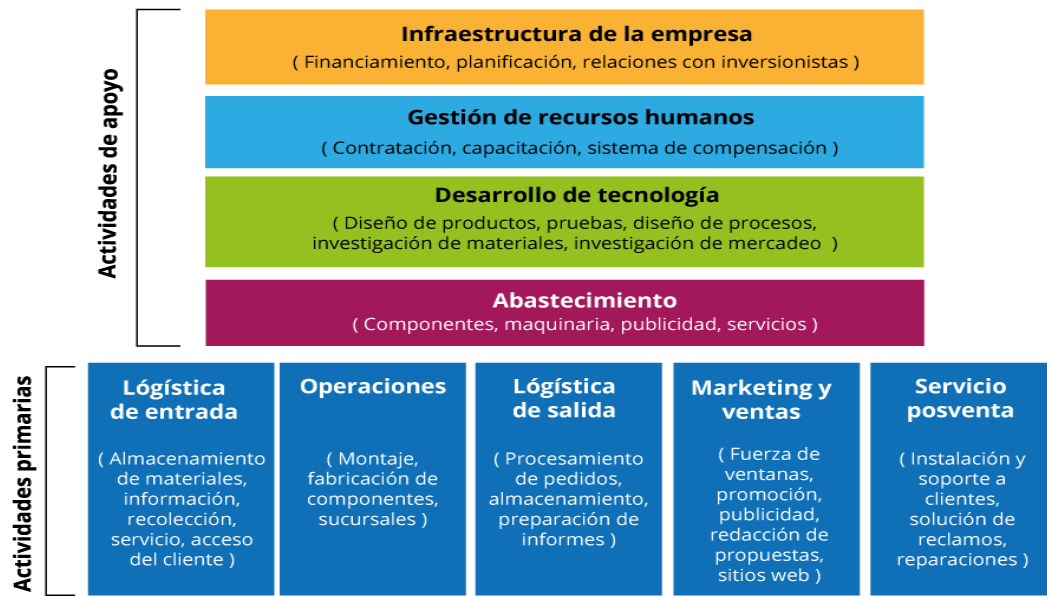 Actividades de apoyo
Infraestructura de la empresa
( Financiamiento, planificación, relaciones con inversionistas )
Gestión de recursos humanos
( Contratación, capacitación, sistema de compensación )
Desarrollo de tecnología
( Diseño de productos, pruebas, diseño de procesos,
investigación de materiales, investigación de mercadeo )
Abastecimiento
( Componentes, maquinaria, publicidad, servicios )
Actividades primarias
Lógística
de entrada
( Almacenamiento
de materiales,
información,
recolección,
servicio, acceso
del cliente )
Operaciones
( Montaje,
fabricación de
componentes,
sucursales )
Lógística
de salida
( Procesamiento
de pedidos,
almacenamiento,
preparación de
informes )
Marketing y
ventas
( Fuerza de
ventanas,
promoción,
publicidad,
redacción de
propuestas,
sitios web )
Servicio
posventa
( Instalación y
soporte a
clientes,
solución de
reclamos,
reparaciones )